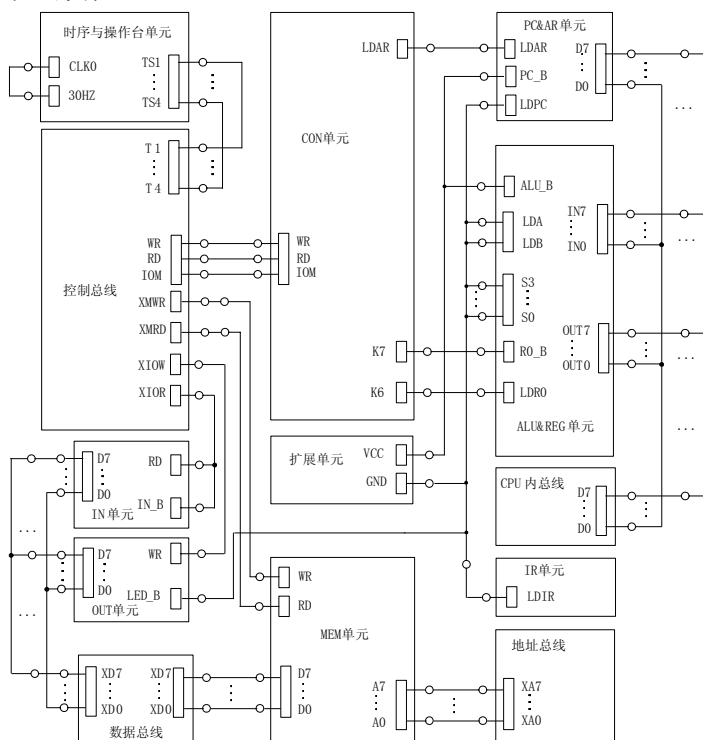 时序与操作台单元
CLK0
30HZ
TS1
TS4
控制总线
T1
T4
WR
RD
IOM
XMWR
XMRD
XIOW
XIOR
CON单元
LDAR
WR
RD
IOM
K7
K6
扩展单元
VCC
GND
PC&AR单元
LDAR
PC_B
LDPC
D7
D0
...
ALU_B
LDA
LDB
S3
S0
R0_B
LDR0
IN7
IN0
...
OUT7
OUT0
...
ALU&REG单元
...
CPU内总线
D7
D0
IR单元
LDIR
D7
D0
RD
IN_B
IN单元
...
D7
D0
WR
LED_B
OUT单元
...
XD7
XD0
XD7
XD0
数据总线
WR
RD
MEM单元
D7
D0
A7
A0
地址总线
XA7
XA0